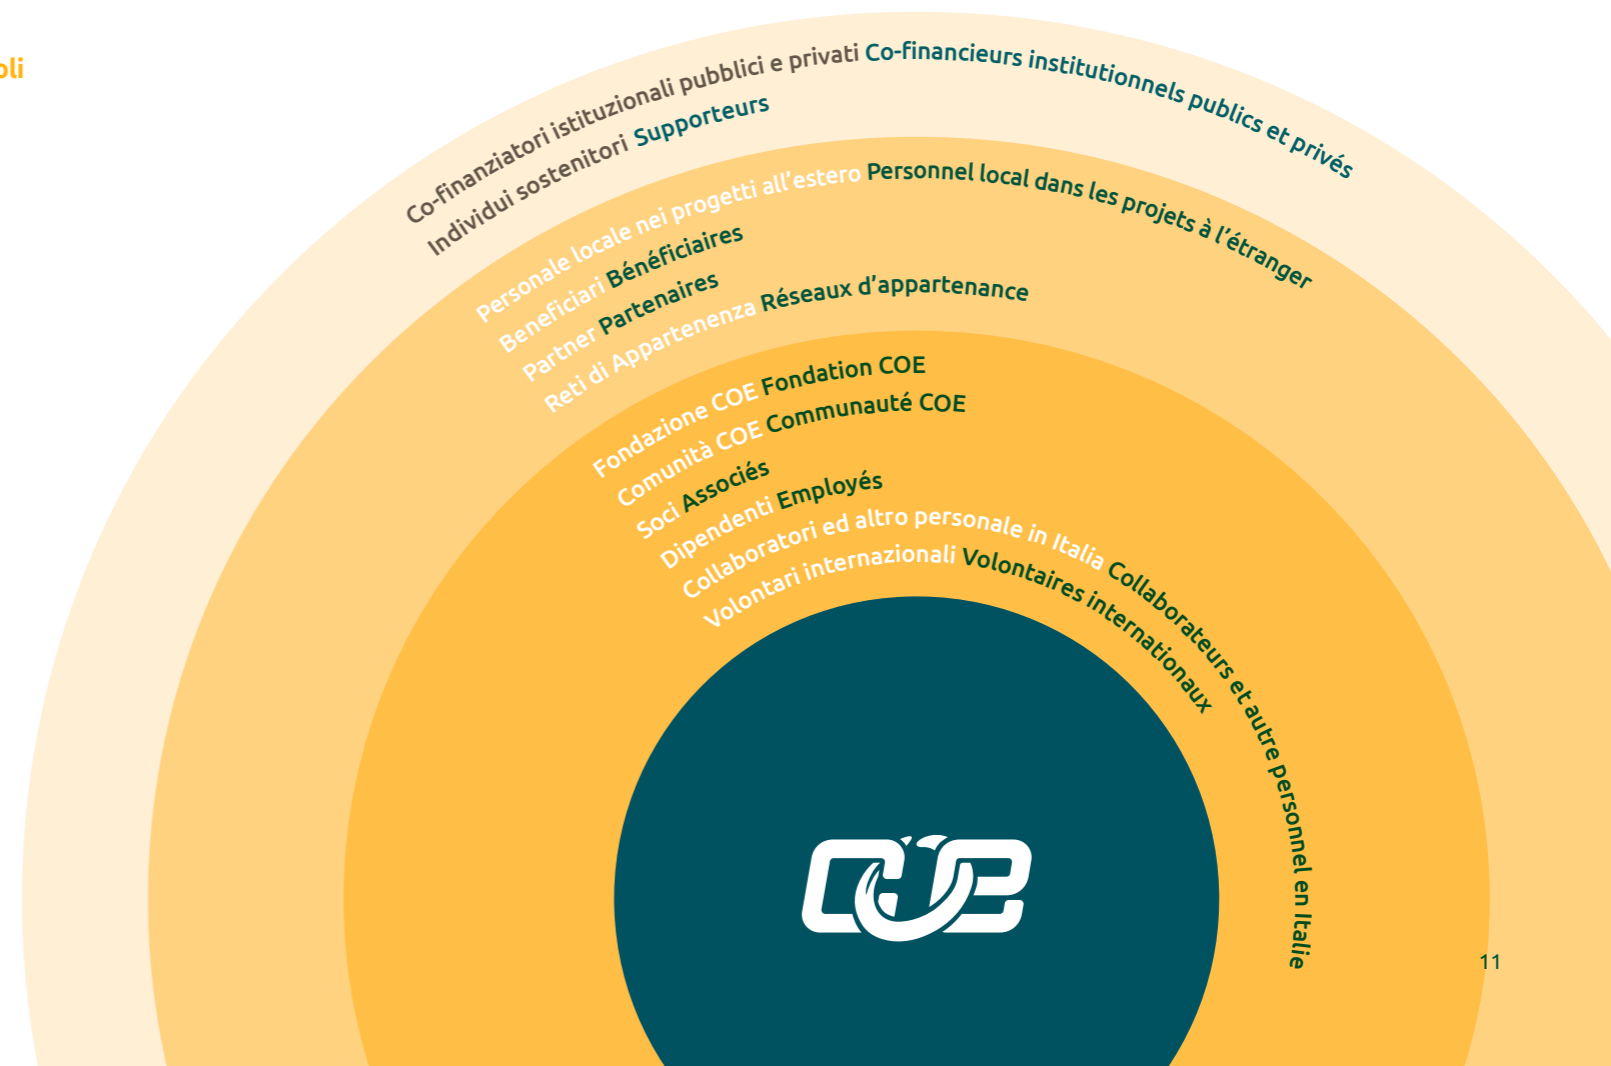 oli
Co-finanziatori istituzionali pubblici e privati Co-financieurs institutionnels publics et privés
Individui sostenitori Supporteurs
Personale locale nei progetti all’estero Personnel local dans les projets à l’étranger
Beneficiari Bénéficiaires
Partner Partenaires
Reti di Appartenenza Réseaux d’appartenance
Fondazione COE Fondation COE
Comunità COE Communauté COE
Soci Associés
Dipendenti Employés
Collaboratori ed altro personale in Italia Collaborateurs et autre personnel en Italie
Volontari internazionali Volontaires internationaux
coe
11